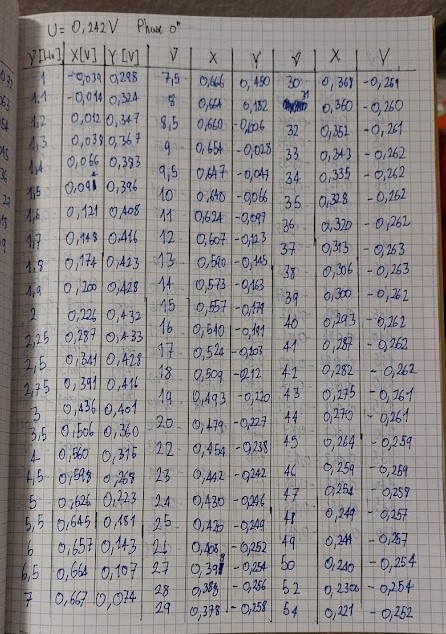 U = 0,242 V Phase 0°
ν [Hz] X[V] Y[V] ν X Y ν X Y
1 -0,039 0,298 7,5 0,666 0,450 30 0,369 -0,261
1,1 -0,014 0,324 8 0,664 0,182 31 0,360 -0,260
1,2 0,012 0,347 8,5 0,660 -0,006 32 0,352 -0,261
1,3 0,038 0,367 9 0,654 -0,028 33 0,343 -0,262
1,4 0,066 0,383 9,5 0,647 -0,047 34 0,335 -0,262
1,5 0,094 0,396 10 0,640 -0,066 35 0,328 -0,262
1,6 0,121 0,408 11 0,624 -0,097 36 0,320 -0,262
1,7 0,148 0,416 12 0,607 -0,123 37 0,313 -0,263
1,8 0,174 0,423 13 0,590 -0,145 38 0,306 -0,263
1,9 0,200 0,428 14 0,573 -0,163 39 0,300 -0,262
2 0,226 0,432 15 0,557 -0,179 40 0,293 -0,262
2,25 0,287 0,433 16 0,540 -0,191 41 0,287 -0,262
2,5 0,341 0,428 17 0,524 -0,203 42 0,282 -0,262
2,75 0,391 0,416 18 0,509 -0,212 43 0,275 -0,261
3 0,436 0,401 19 0,493 -0,220 44 0,270 -0,261
3,5 0,506 0,360 20 0,479 -0,227 45 0,264 -0,259
4 0,560 0,315 22 0,454 -0,238 46 0,259 -0,259
4,5 0,598 0,268 23 0,442 -0,242 47 0,254 -0,258
5 0,626 0,223 24 0,430 -0,246 48 0,249 -0,257
5,5 0,645 0,181 25 0,420 -0,249 49 0,244 -0,257
6 0,657 0,143 26 0,408 -0,252 50 0,240 -0,254
6,5 0,664 0,107 27 0,398 -0,254 52 0,230 -0,254
7 0,667 0,074 28 0,388 -0,256 54 0,221 -0,252
29 0,378 -0,258